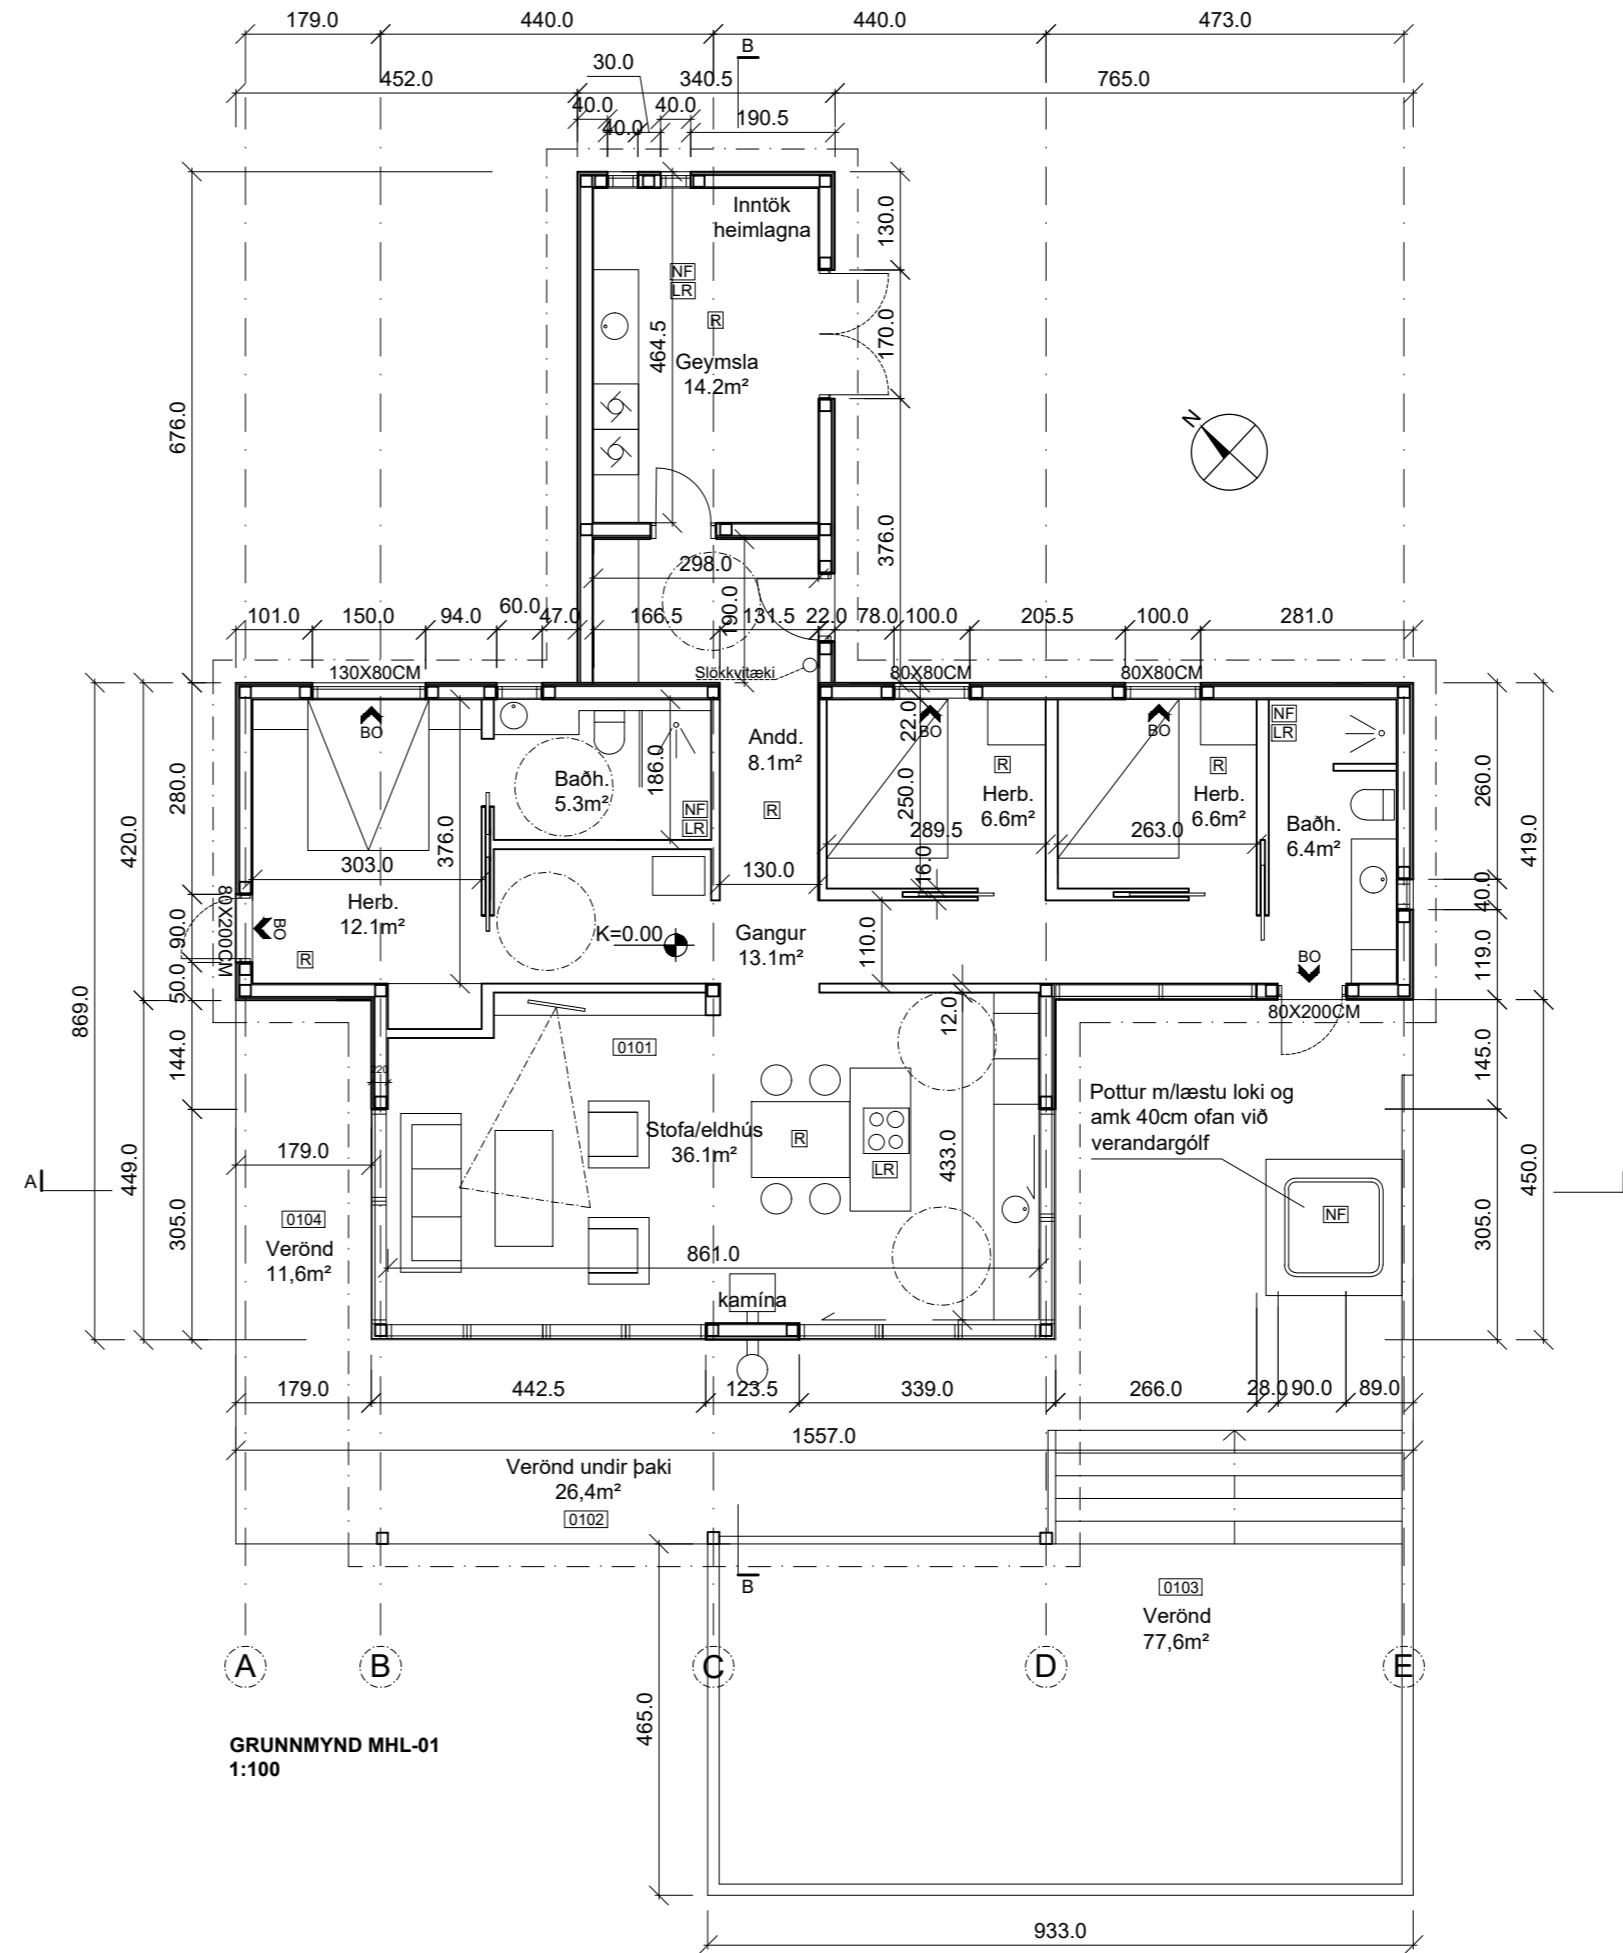 179.0
440.0
440.0
473.0
B
30.0
452.0
340.5
765.0
40.0
40.0
40.0
190.5
Inntök
heimlagna
130.0
NF
LR
R
464.5
170.0
Geymsla
14.2m²
676.0
N
376.0
298.0
190.0
101.0
150.0
94.0
60.0
47.0
166.5
131.5
22.0
78.0
100.0
205.5
100.0
281.0
130X80CM
Slökkvitæki
80X80CM
80X80CM
BO
22.0
BO
BO
NF
LR
Andd.
8.1m²
186.0
Baðh.
5.3m²
R
R
R
280.0
420.0
376.0
250.0
Herb.
6.6m²
Herb.
6.6m²
260.0
419.0
NF
LR
289.5
263.0
Baðh.
6.4m²
303.0
130.0
16.0
40.0
80X200CM
90.0
BO
Herb.
12.1m²
K=0.00
Gangur
13.1m²
110.0
119.0
R
BO
50.0
869.0
12.0
80X200CM
0101
144.0
145.0
220
Pottur m/læstu loki og
amk 40cm ofan við
verandargólf
Stofa/eldhús
36.1m²
R
LR
433.0
179.0
A
449.0
450.0
305.0
305.0
0104
Verönd
11,6m²
NF
861.0
kamína
179.0
442.5
123.5
339.0
266.0
28.0
90.0
89.0
1557.0
Verönd undir þaki
26,4m²
0102
B
0103
Verönd
77,6m²
A
B
C
D
E
465.0
GRUNNMYND MHL-01
1:100
933.0